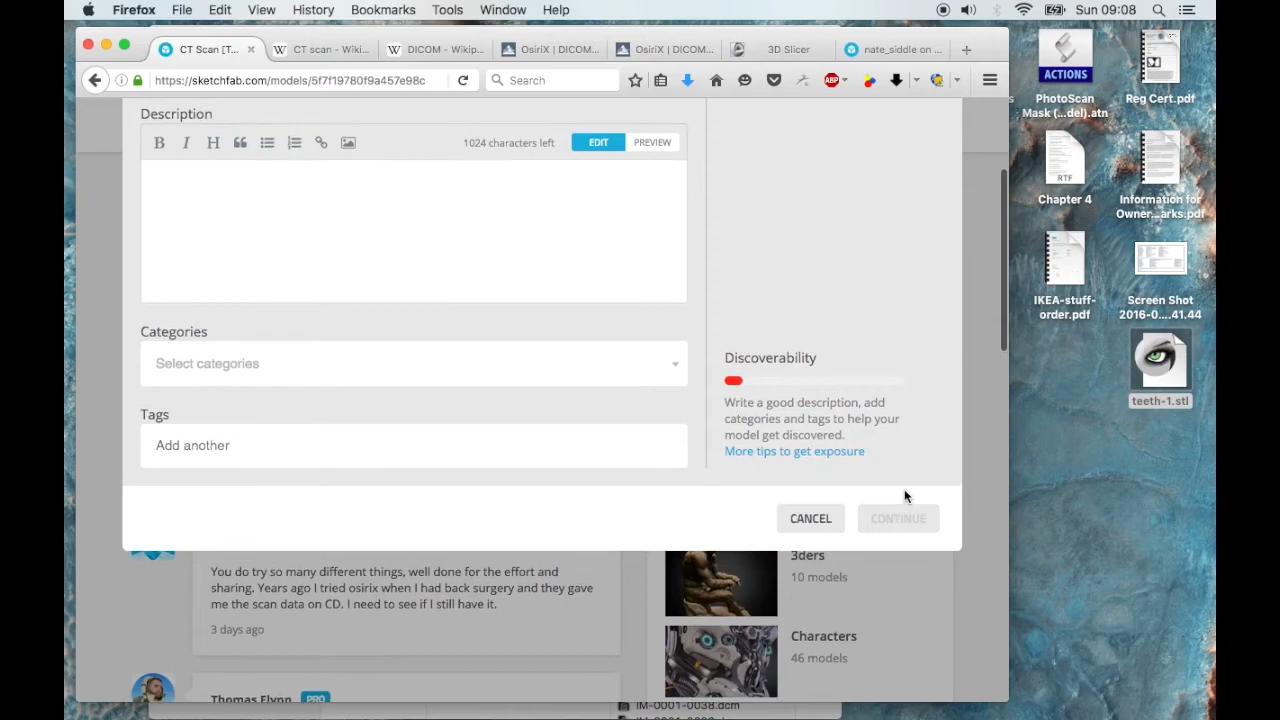 Firefox File Edit View History Bookmarks Tools Window Help Sun 09:08
CT Scan [T... CT scan - Wiki... DICOM OsiriX | DICOM... OsiriX | DICOM... 3D Slicer nate_siddle on ...
https://sketchfab.com/models/5f7f197f8b Search
Description
B I H 1024 characters left EDIT PREVIEW
Categories
Select categories
Tags
Add another
Discoverability
Write a good description, add
categories and tags to help your
model get discovered.
More tips to get exposure
CANCEL CONTINUE
You do try so many different things, well done for the effort and
sharing. Years ago I tried osirix when I had back surgery and they gave
me the scan data on CD. I need to see if I still have it.
3 days ago
Thomas Flynn PRO
3ders
10 models
Characters
46 models
IM-0001-0038.dcm
ACTIONS
PhotoScan
Mask (...del).atn
Reg Cert.pdf
RTF
Chapter 4
Information for
Owner...arks.pdf
IKEA-stuff-
order.pdf
Screen Shot
2016-0....41.44
teeth-1.stl